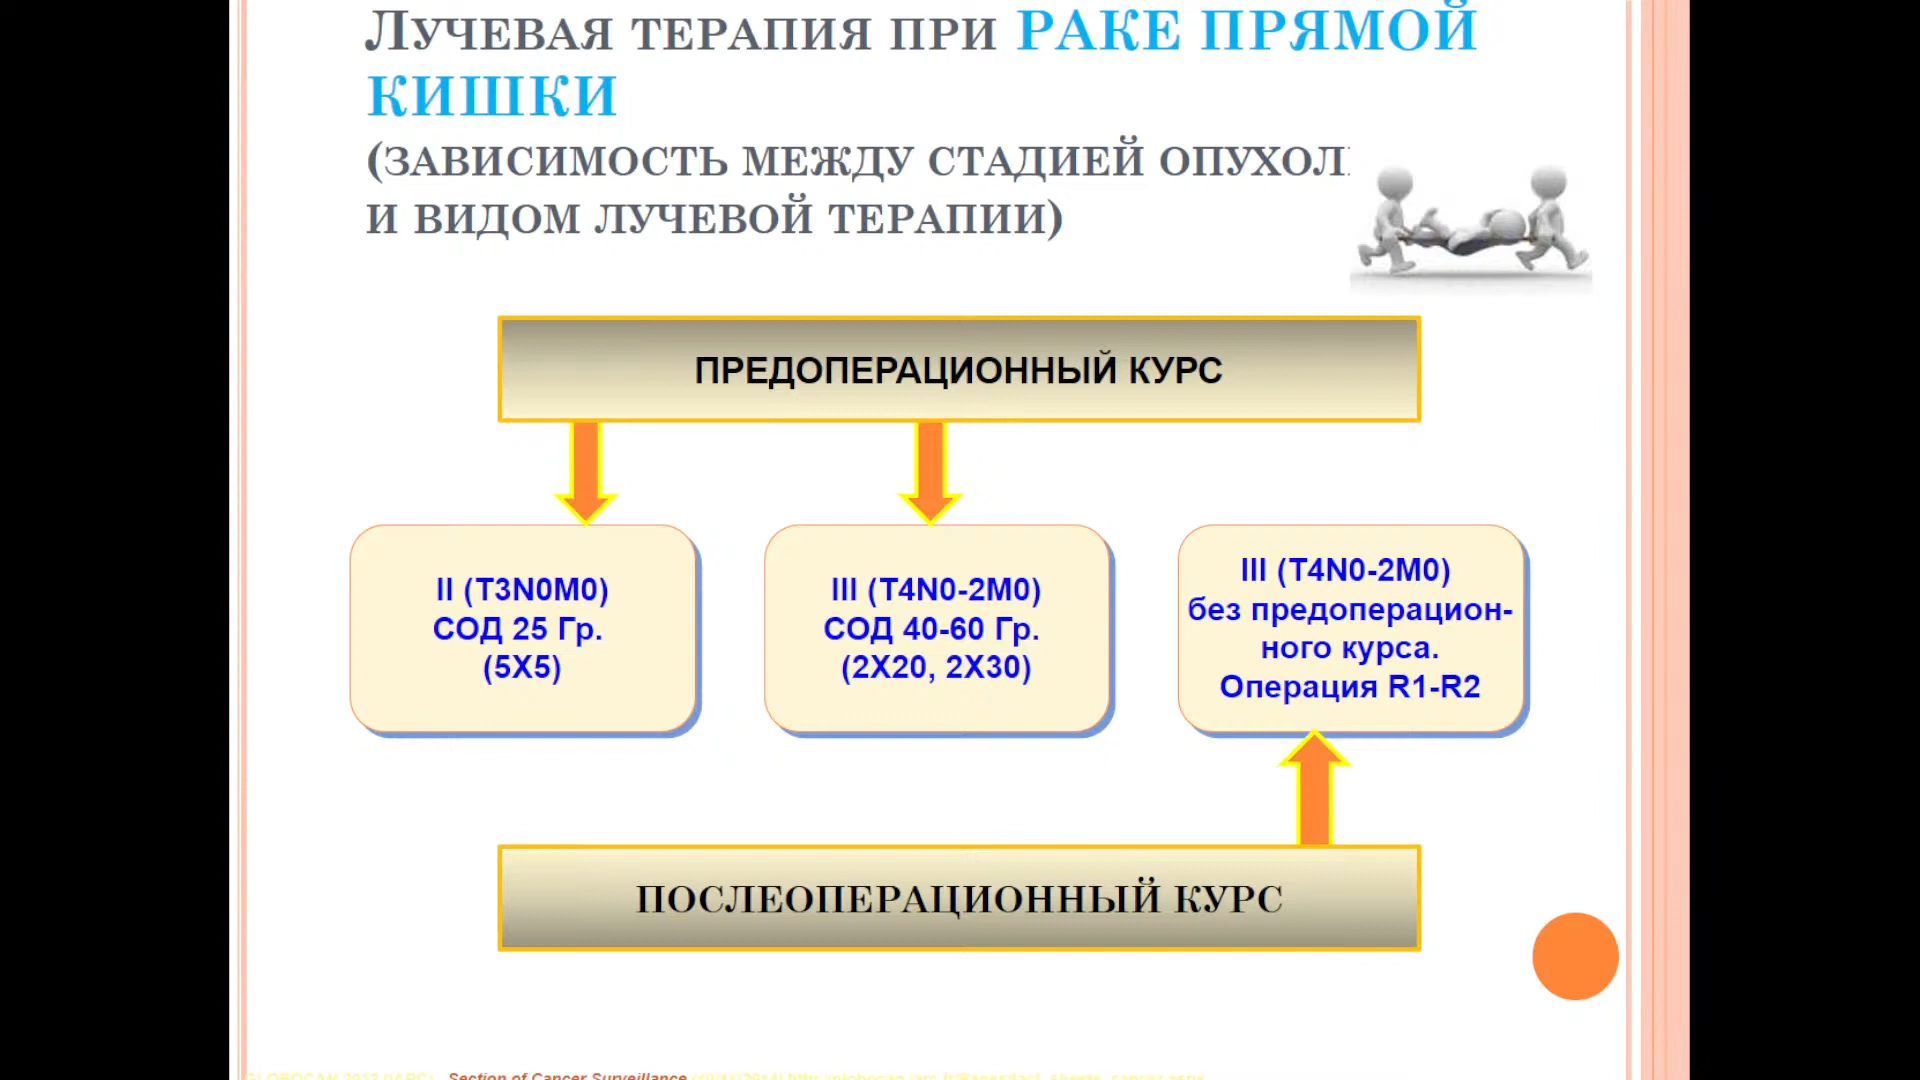 ЛУЧЕВАЯ ТЕРАПИЯ ПРИ РАКЕ ПРЯМОЙ
КИШКИ
(ЗАВИСИМОСТЬ МЕЖДУ СТАДИЕЙ ОПУХОЛ
И ВИДОМ ЛУЧЕВОЙ ТЕРАПИИ)
ПРЕДОПЕРАЦИОННЫЙ КУРС
II (T3N0M0)
СОД 25 Гр.
(5X5)
III (T4N0-2M0)
СОД 40-60 Гр.
(2X20, 2X30)
III (T4N0-2M0)
без предоперацион-
ного курса.
Операция R1-R2
ПОСЛЕОПЕРАЦИОННЫЙ КУРС
Section of Cancer Surveillance